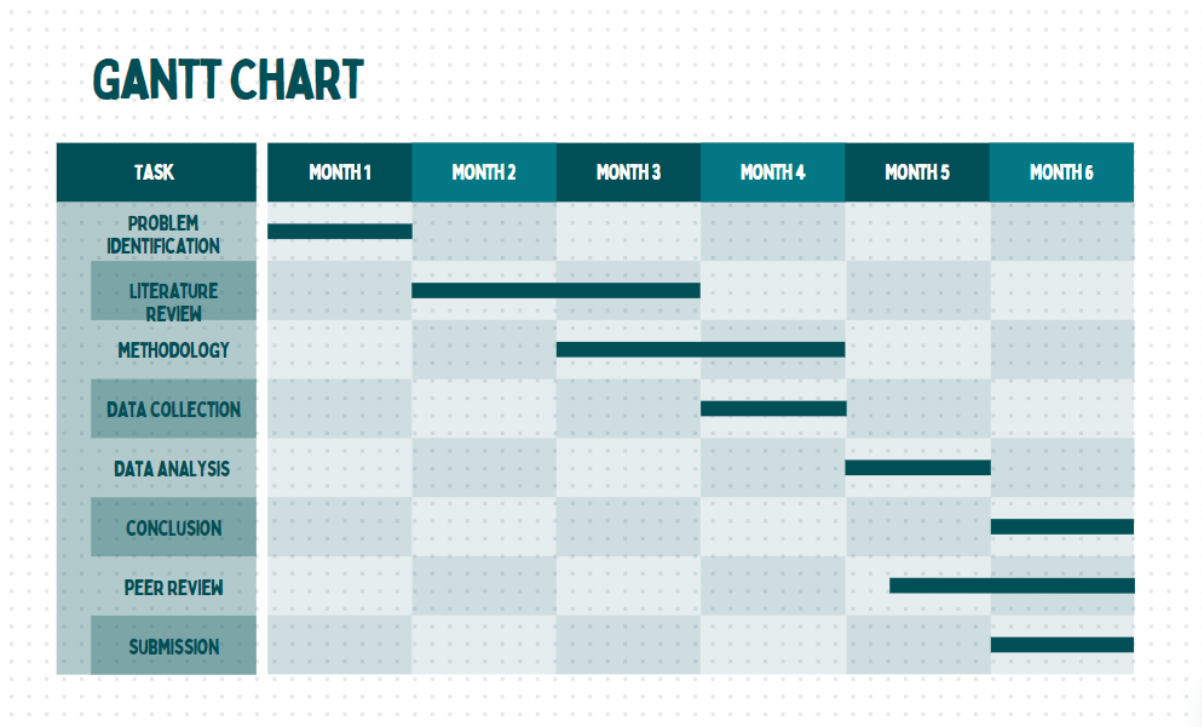 GANTT CHART
TASK MONTH 1 MONTH 2 MONTH 3 MONTH 4 MONTH 5 MONTH 6
PROBLEM
IDENTIFICATION
LITERATURE
REVIEW
METHODOLOGY
DATA COLLECTION
DATA ANALYSIS
CONCLUSION
PEER REVIEW
SUBMISSION